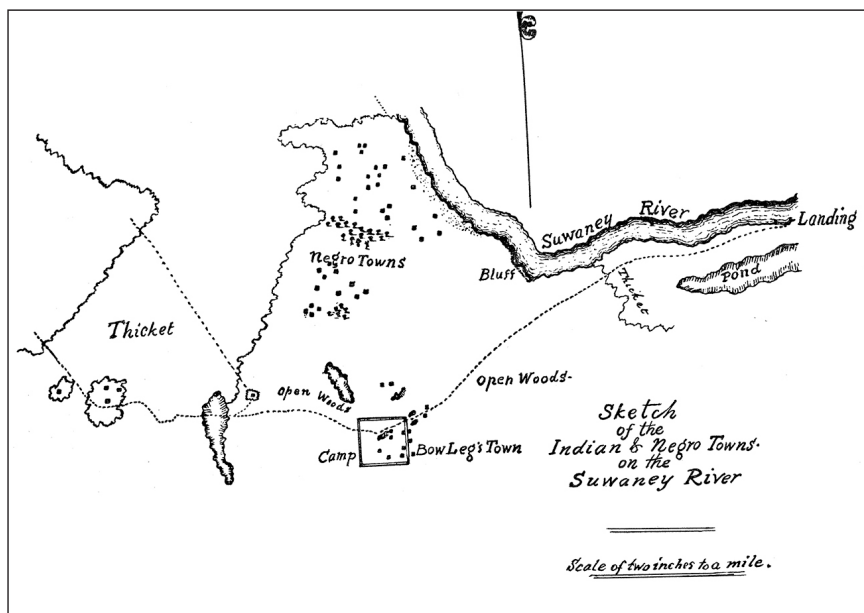 Suwaney River
Landing
Negro Towns
Bluff
Pond
Thicket
Thicket
Open Woods
Open Woods-
Camp
Bow Leg's Town
Sketch
of the
Indian & Negro Towns.
on the
Suwaney River
Scale of two inches to a mile.